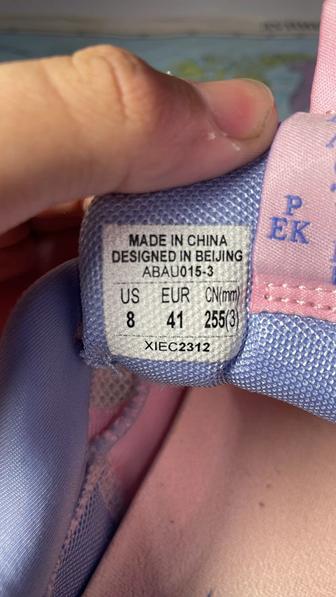 MADE IN CHINA
DESIGNED IN BEIJING
ABAU015-3
US EUR CN(mm)
8 41 255(3)
XIEC2312
P
EK